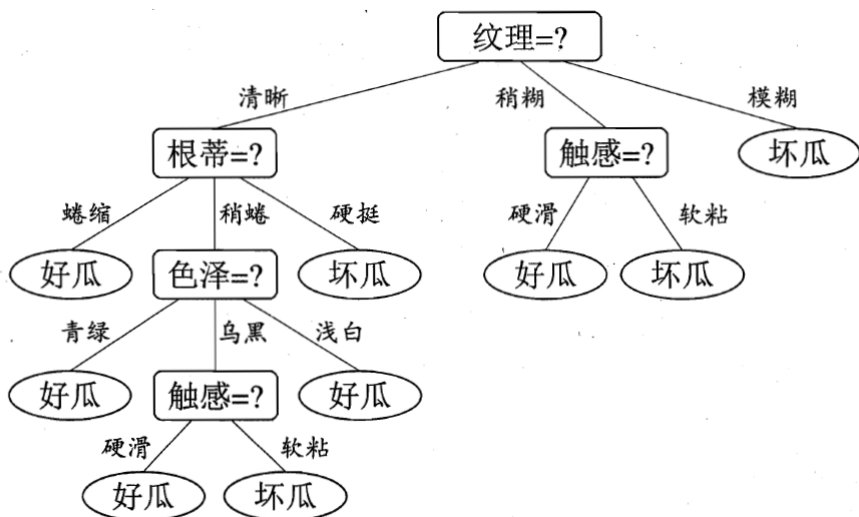 纹理=?
清晰 稍糊 模糊
根蒂=? 触感=? 坏瓜
蜷缩 稍蜷 硬挺 硬滑 软粘
好瓜 色泽=? 坏瓜 好瓜 坏瓜
青绿 乌黑 浅白
好瓜 触感=? 好瓜
硬滑 软粘
好瓜 坏瓜